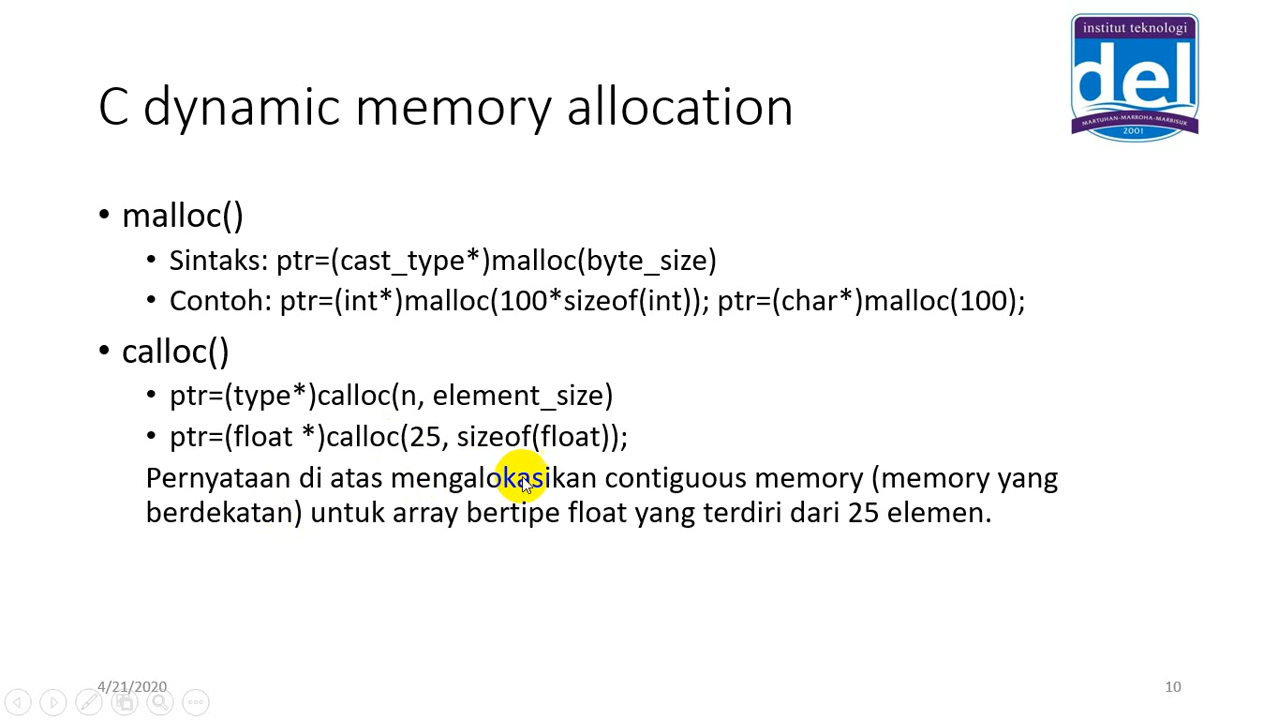 institut teknologi
del
MARTUHAN-MARROHA-MARBISUK
2001
C dynamic memory allocation
• malloc()
• Sintaks: ptr=(cast_type*)malloc(byte_size)
• Contoh: ptr=(int*)malloc(100*sizeof(int)); ptr=(char*)malloc(100);
• calloc()
• ptr=(type*)calloc(n, element_size)
• ptr=(float *)calloc(25, sizeof(float));
Pernyataan di atas mengalokasikan contiguous memory (memory yang
berdekatan) untuk array bertipe float yang terdiri dari 25 elemen.
4/21/2020
10